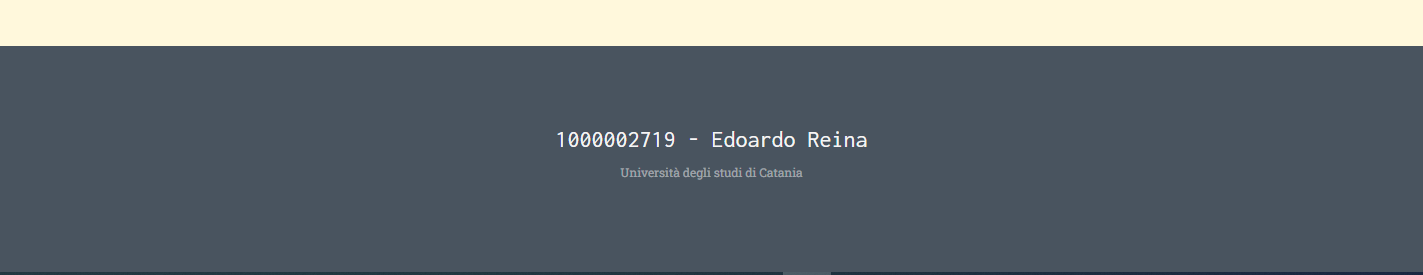 1000002719 - Edoardo Reina
Università degli studi di Catania